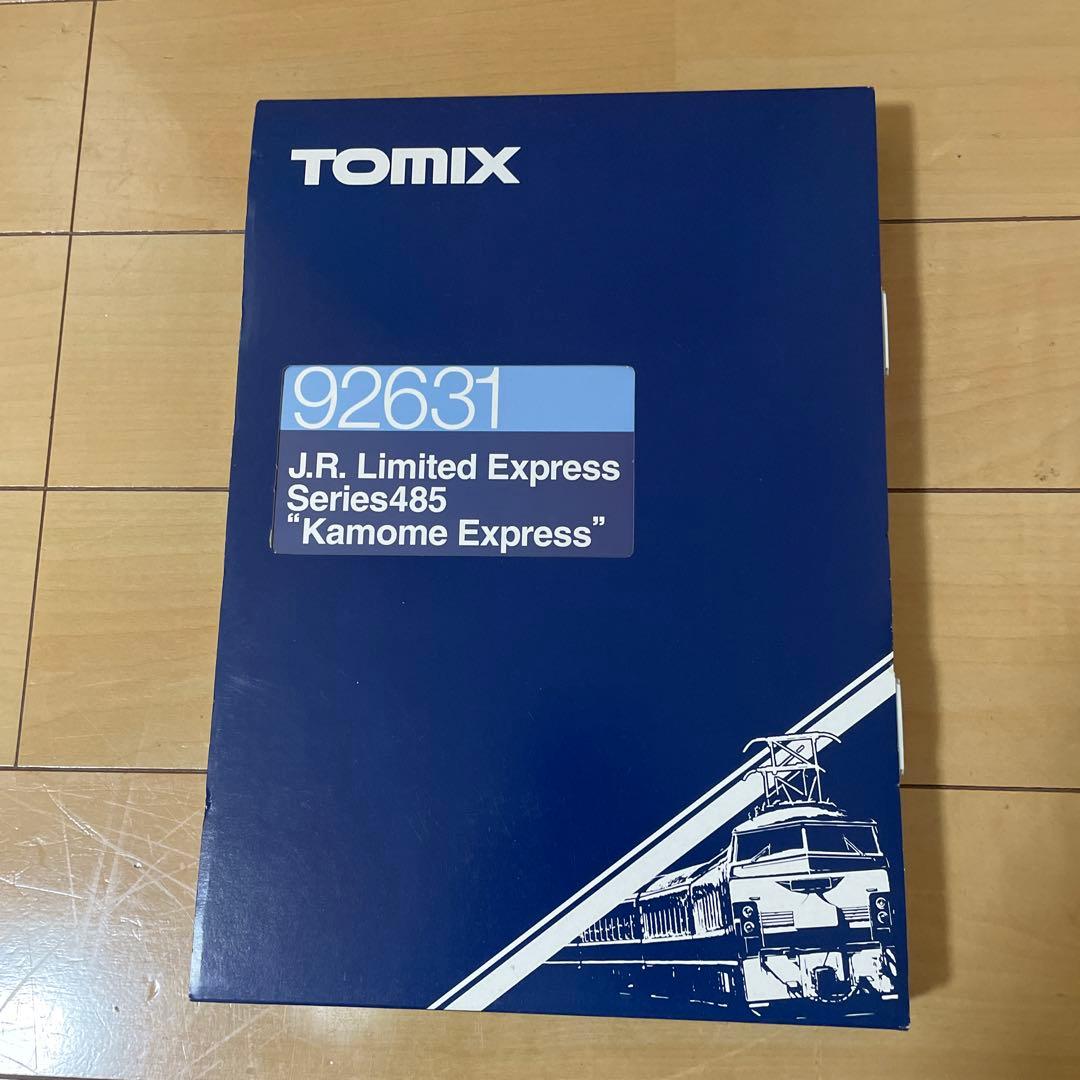 TOMIX
92631
J.R. Limited Express
Series485
“Kamome Express”